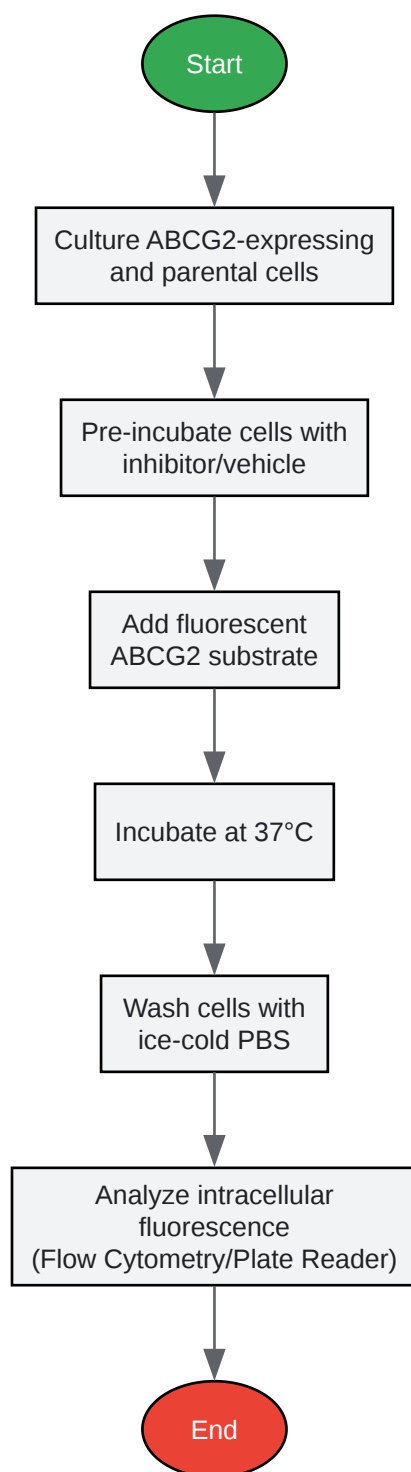 Start
Culture ABCG2-expressing
and parental cells
Pre-incubate cells with
inhibitor/vehicle
Add fluorescent
ABCG2 substrate
Incubate at 37°C
Wash cells with
ice-cold PBS
Analyze intracellular
fluorescence
(Flow Cytometry/Plate Reader)
End